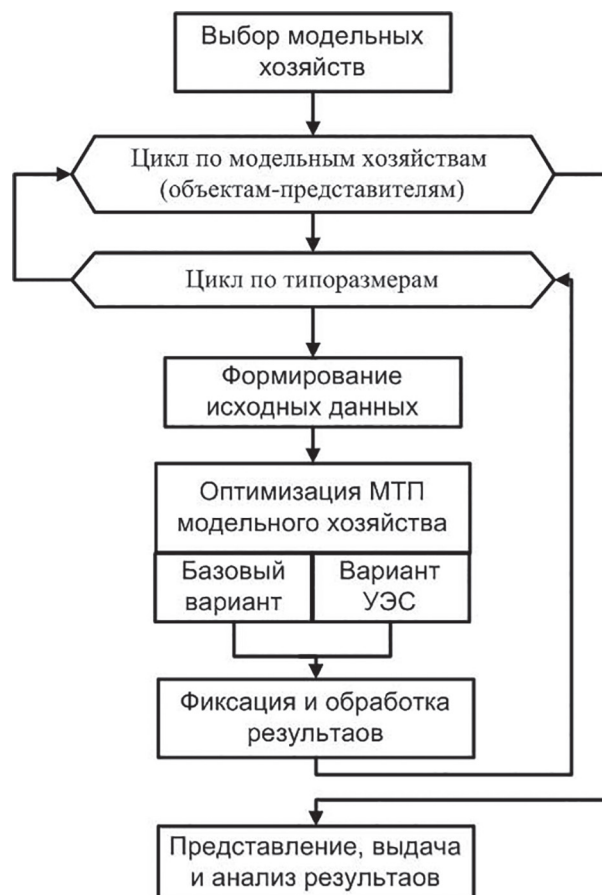 Выбор модельных
хозяйств
Цикл по модельным хозяйствам
(объектам-представителям)
Цикл по типоразмерам
Формирование
исходных данных
Оптимизация МТП
модельного хозяйства
Базовый
вариант
Вариант
УЭС
Фиксация и обработка
результаов
Представление, выдача
и анализ результаов